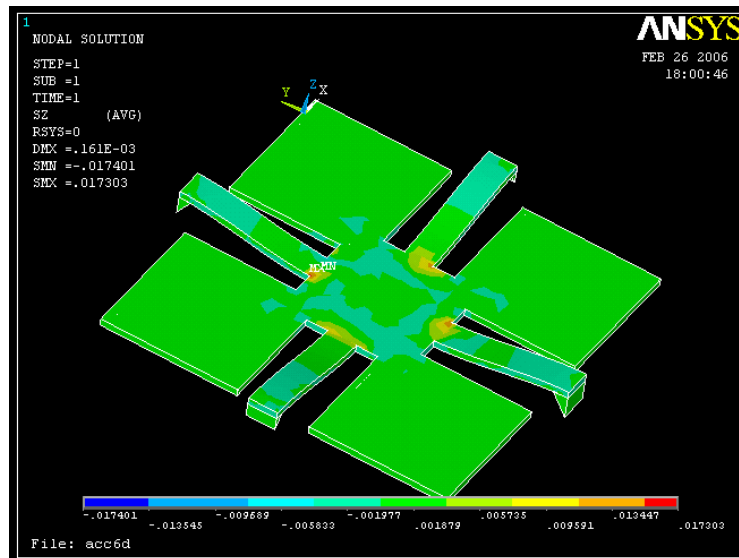 1
NODAL SOLUTION
STEP=1
SUB =1
TIME=1
SZ (AVG)
RSYS=0
DMX =.161E-03
SMN =-.017401
SMX =.017303
ANSYS
FEB 26 2006
18:00:46
Z X
Y
MN
-.017401 -.009689 -.001977 .005735 .013447
-.013545 -.005833 .001879 .009591 .017303
File: acc6d